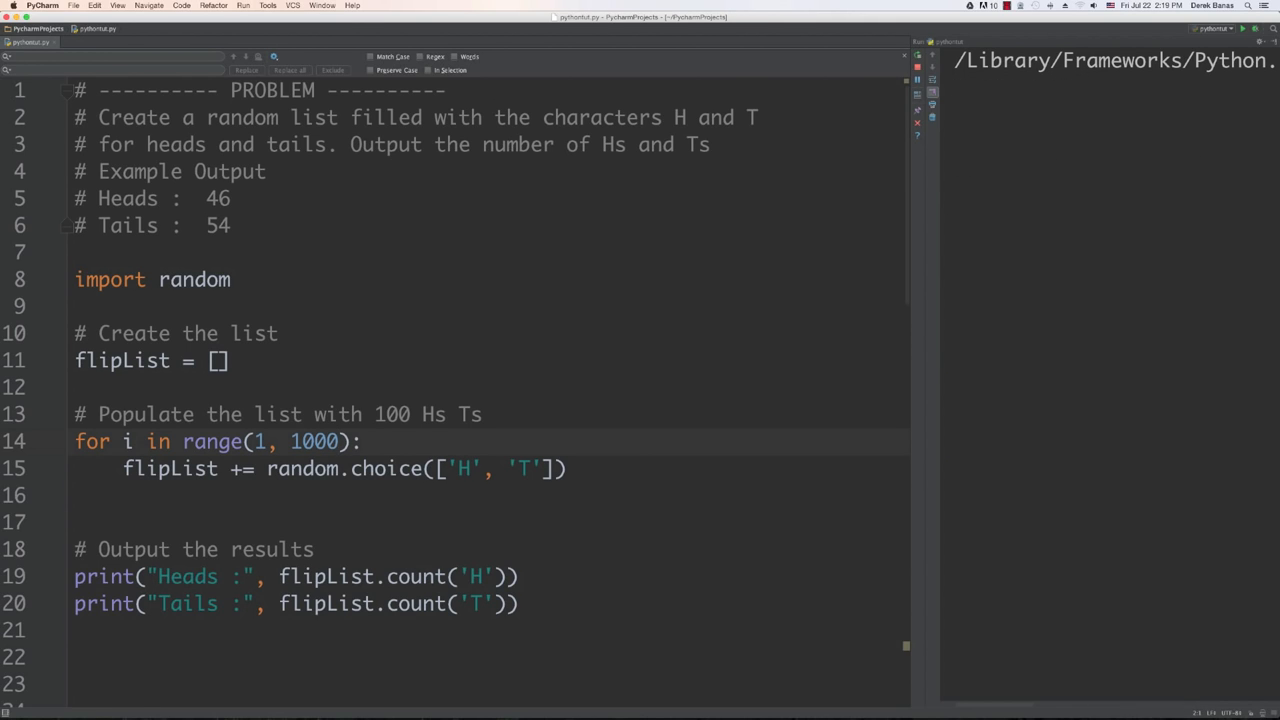 PyCharm File Edit View Navigate Code Refactor Run Tools VCS Window Help
10 Fri Jul 22 2:19 PM Derek Banas
pythontut.py - PycharmProjects - [~/PycharmProjects]
PycharmProjects pythontut.py pythontut
pythontut.py Run pythontut
Match Case Regex Words
Replace Replace all Exclude Preserve Case In Selection
/Library/Frameworks/Python.
1 # ---------- PROBLEM ----------
2 # Create a random list filled with the characters H and T
3 # for heads and tails. Output the number of Hs and Ts
4 # Example Output
5 # Heads :  46
6 # Tails :  54
7
8 import random
9
10 # Create the list
11 flipList = []
12
13 # Populate the list with 100 Hs Ts
14 for i in range(1, 1000):
15     flipList += random.choice(['H', 'T'])
16
17
18 # Output the results
19 print("Heads :", flipList.count('H'))
20 print("Tails :", flipList.count('T'))
21
22
23
2:1 LF÷ UTF-8÷